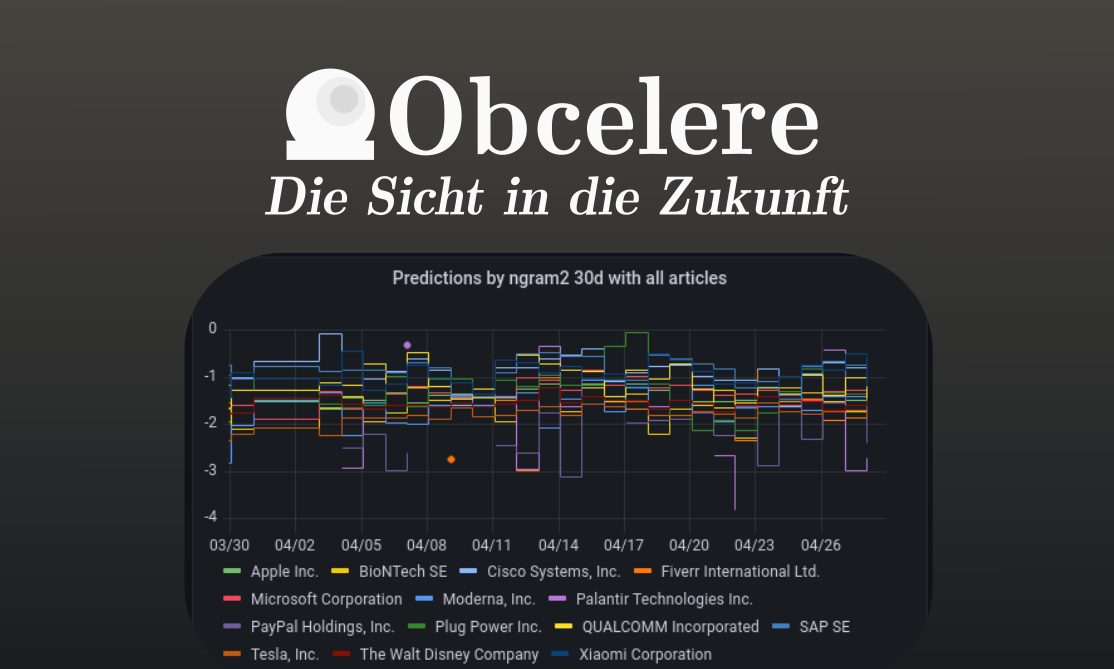 Obcelere
Die Sicht in die Zukunft
Predictions by ngram2 30d with all articles
0
-1
-2
-3
-4
03/30 04/02 04/05 04/08 04/11 04/14 04/17 04/20 04/23 04/26
Apple Inc. BioNTech SE Cisco Systems, Inc. Fiverr International Ltd.
Microsoft Corporation Moderna, Inc. Palantir Technologies Inc.
PayPal Holdings, Inc. Plug Power Inc. QUALCOMM Incorporated SAP SE
Tesla, Inc. The Walt Disney Company Xiaomi Corporation